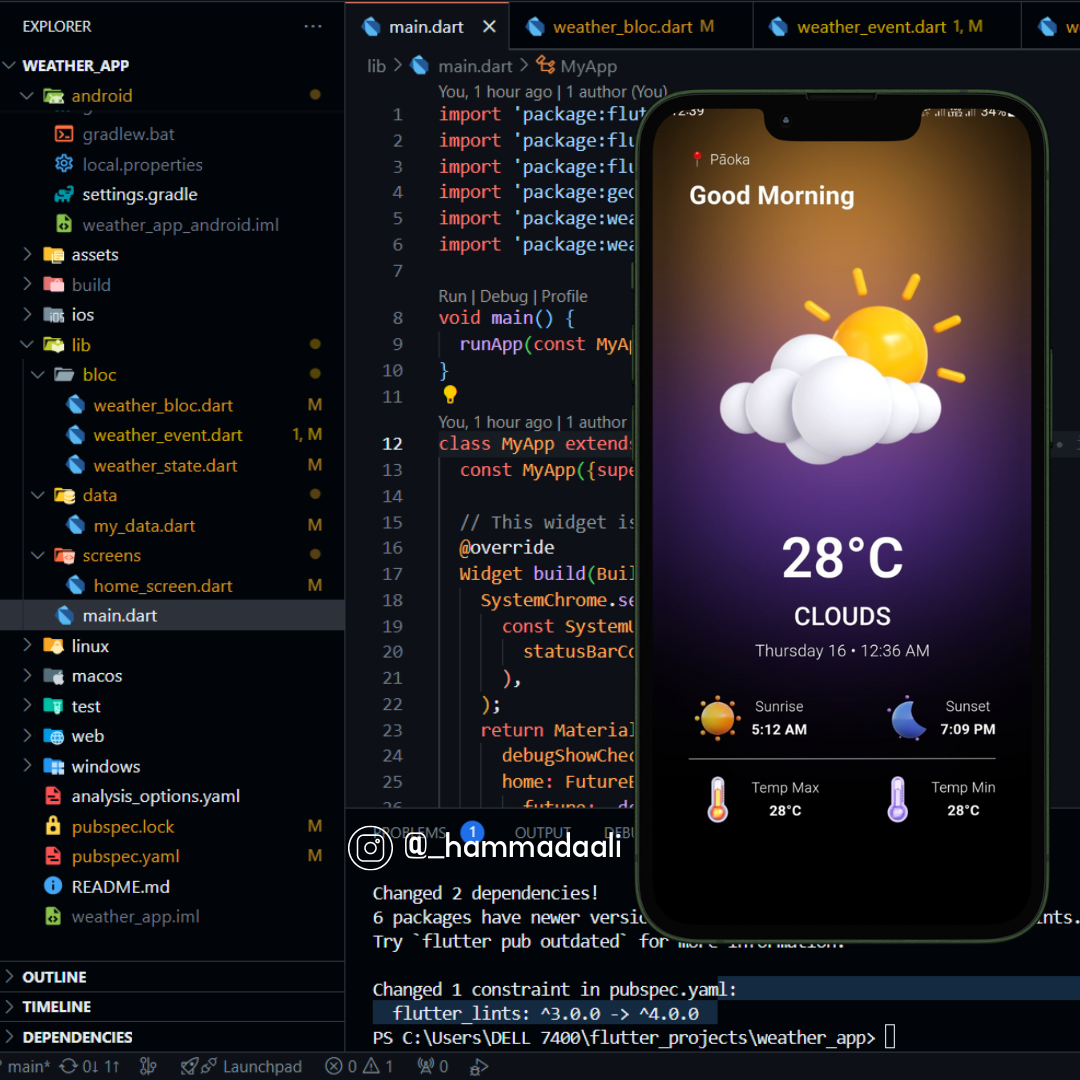 EXPLORER
WEATHER_APP
android
gradlew.bat
local.properties
settings.gradle
weather_app_android.iml
assets
build
ios
lib
bloc
weather_bloc.dart M
weather_event.dart 1, M
weather_state.dart M
data
my_data.dart M
screens
home_screen.dart M
main.dart
linux
macos
test
web
windows
analysis_options.yaml
pubspec.lock M
pubspec.yaml M
README.md
weather_app.iml
OUTLINE
TIMELINE
DEPENDENCIES
main.dart
weather_bloc.dart M
weather_event.dart 1, M
lib > main.dart > MyApp
You, 1 hour ago | 1 author (You)
1 import 'package:flu
2 import 'package:flu
3 import 'package:flu
4 import 'package:geo
5 import 'package:wea
6 import 'package:wea
7
Run | Debug | Profile
8 void main() {
9 runApp(const MyAp
10 }
11
You, 1 hour ago | 1 author
12 class MyApp extends
13 const MyApp({supe
14
15 // This widget is
16 @override
17 Widget build(Buil
18 SystemChrome.se
19 const SystemU
20 statusBarCo
21 ),
22 );
23 return Material
24 debugShowChec
25 home: FutureB
12:39
34%
Pāoka
Good Morning
28°C
CLOUDS
Thursday 16 • 12:36 AM
Sunrise
5:12 AM
Sunset
7:09 PM
Temp Max
28°C
Temp Min
28°C
PROBLEMS 1 OUTPUT DEBU
@_hammadaali
Changed 2 dependencies!
6 packages have newer versio ints.
Try `flutter pub outdated` for more information.
Changed 1 constraint in pubspec.yaml:
flutter_lints: ^3.0.0 -> ^4.0.0
PS C:\Users\DELL 7400\flutter_projects\weather_app>
main* 0↓ 1↑ Launchpad 0 1 0